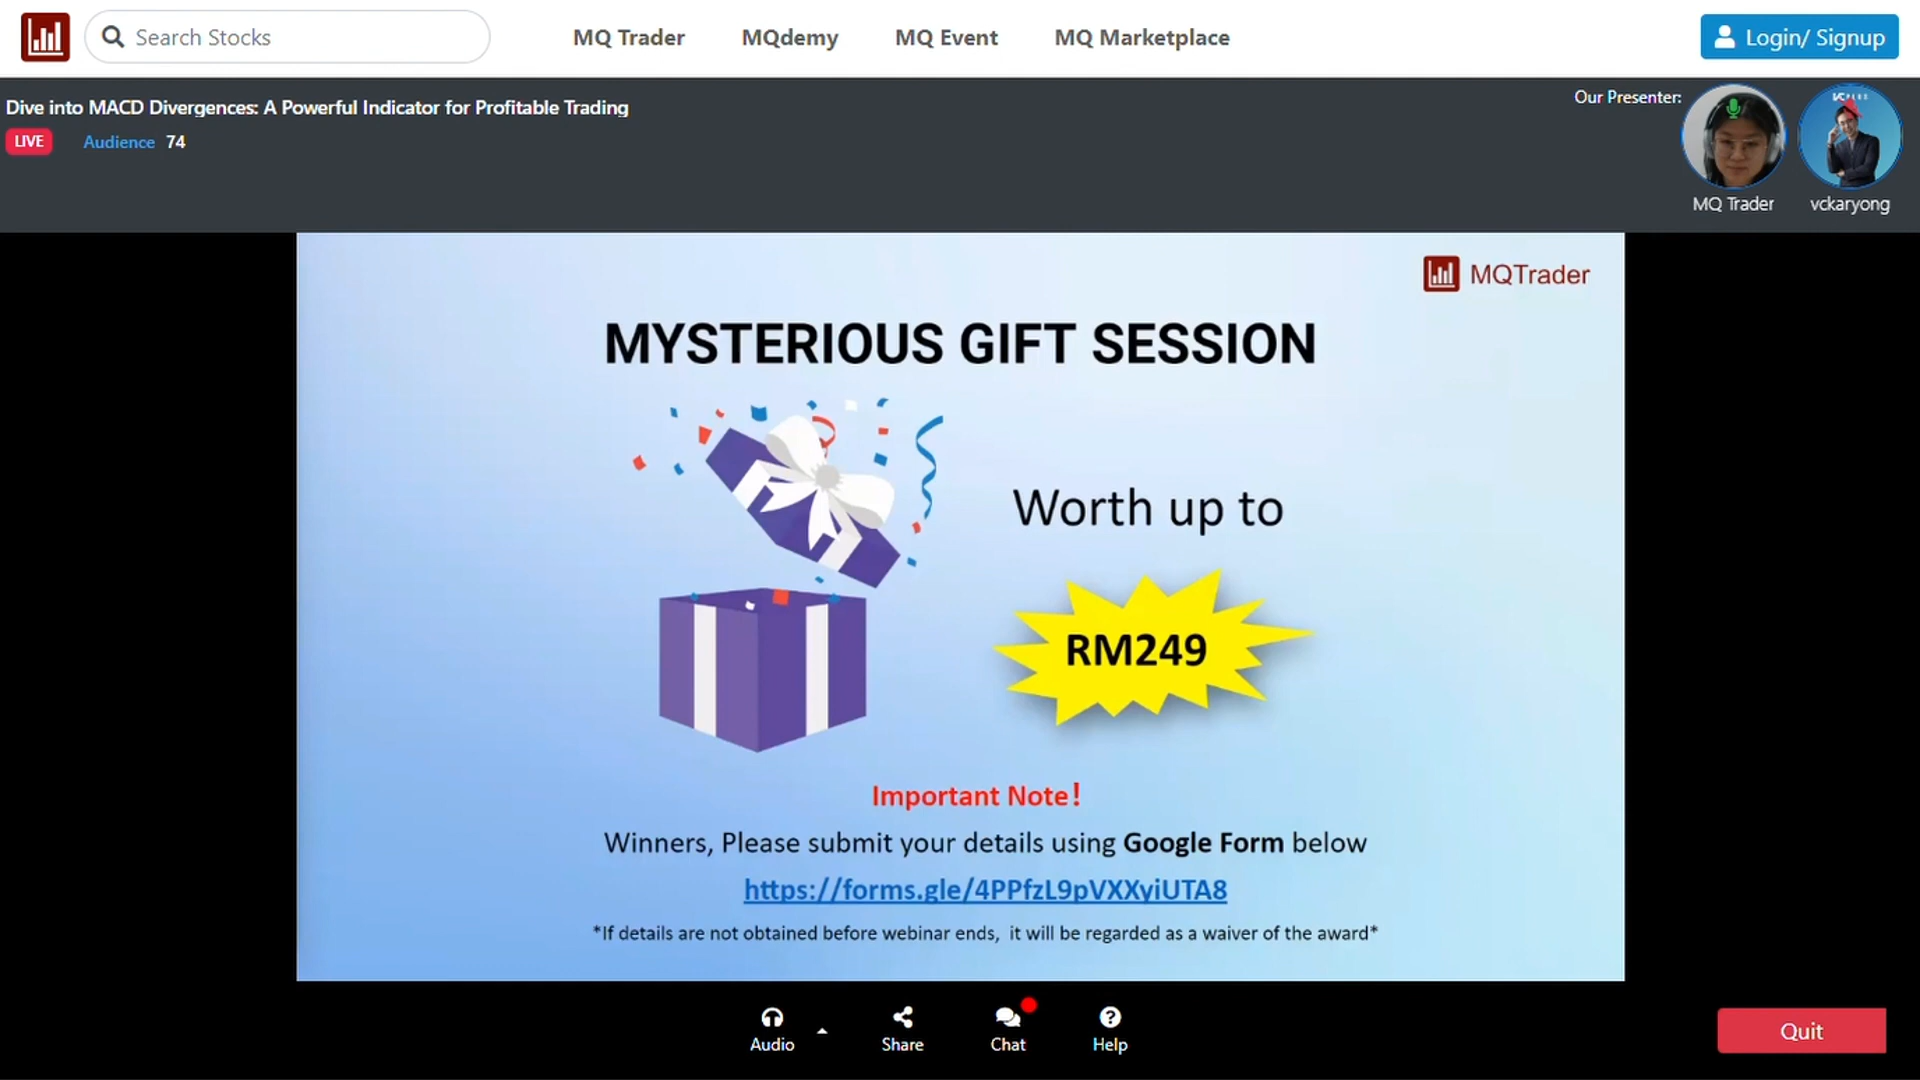 Search Stocks
MQ Trader
MQdemy
MQ Event
MQ Marketplace
Login/ Signup
Dive into MACD Divergences: A Powerful Indicator for Profitable Trading
LIVE
Audience 74
Our Presenter:
MQ Trader
vckaryong
MQTrader
MYSTERIOUS GIFT SESSION
Worth up to
RM249
Important Note!
Winners, Please submit your details using Google Form below
https://forms.gle/4PPfzL9pVXXyiUTA8
*If details are not obtained before webinar ends, it will be regarded as a waiver of the award*
Audio
Share
Chat
Help
Quit